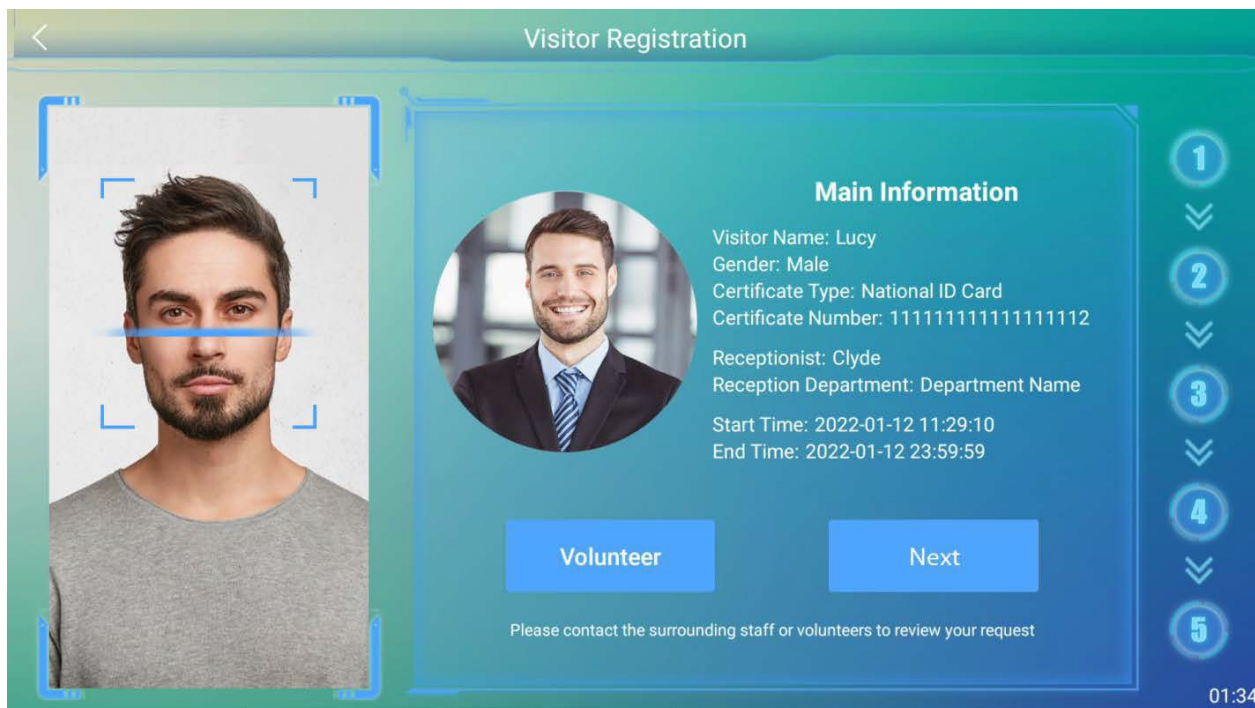 Visitor Registration
Main Information
Visitor Name: Lucy
Gender: Male
Certificate Type: National ID Card
Certificate Number: 111111111111111112
Receptionist: Clyde
Reception Department: Department Name
Start Time: 2022-01-12 11:29:10
End Time: 2022-01-12 23:59:59
Volunteer
Next
Please contact the surrounding staff or volunteers to review your request
1
2
3
4
5
01:34